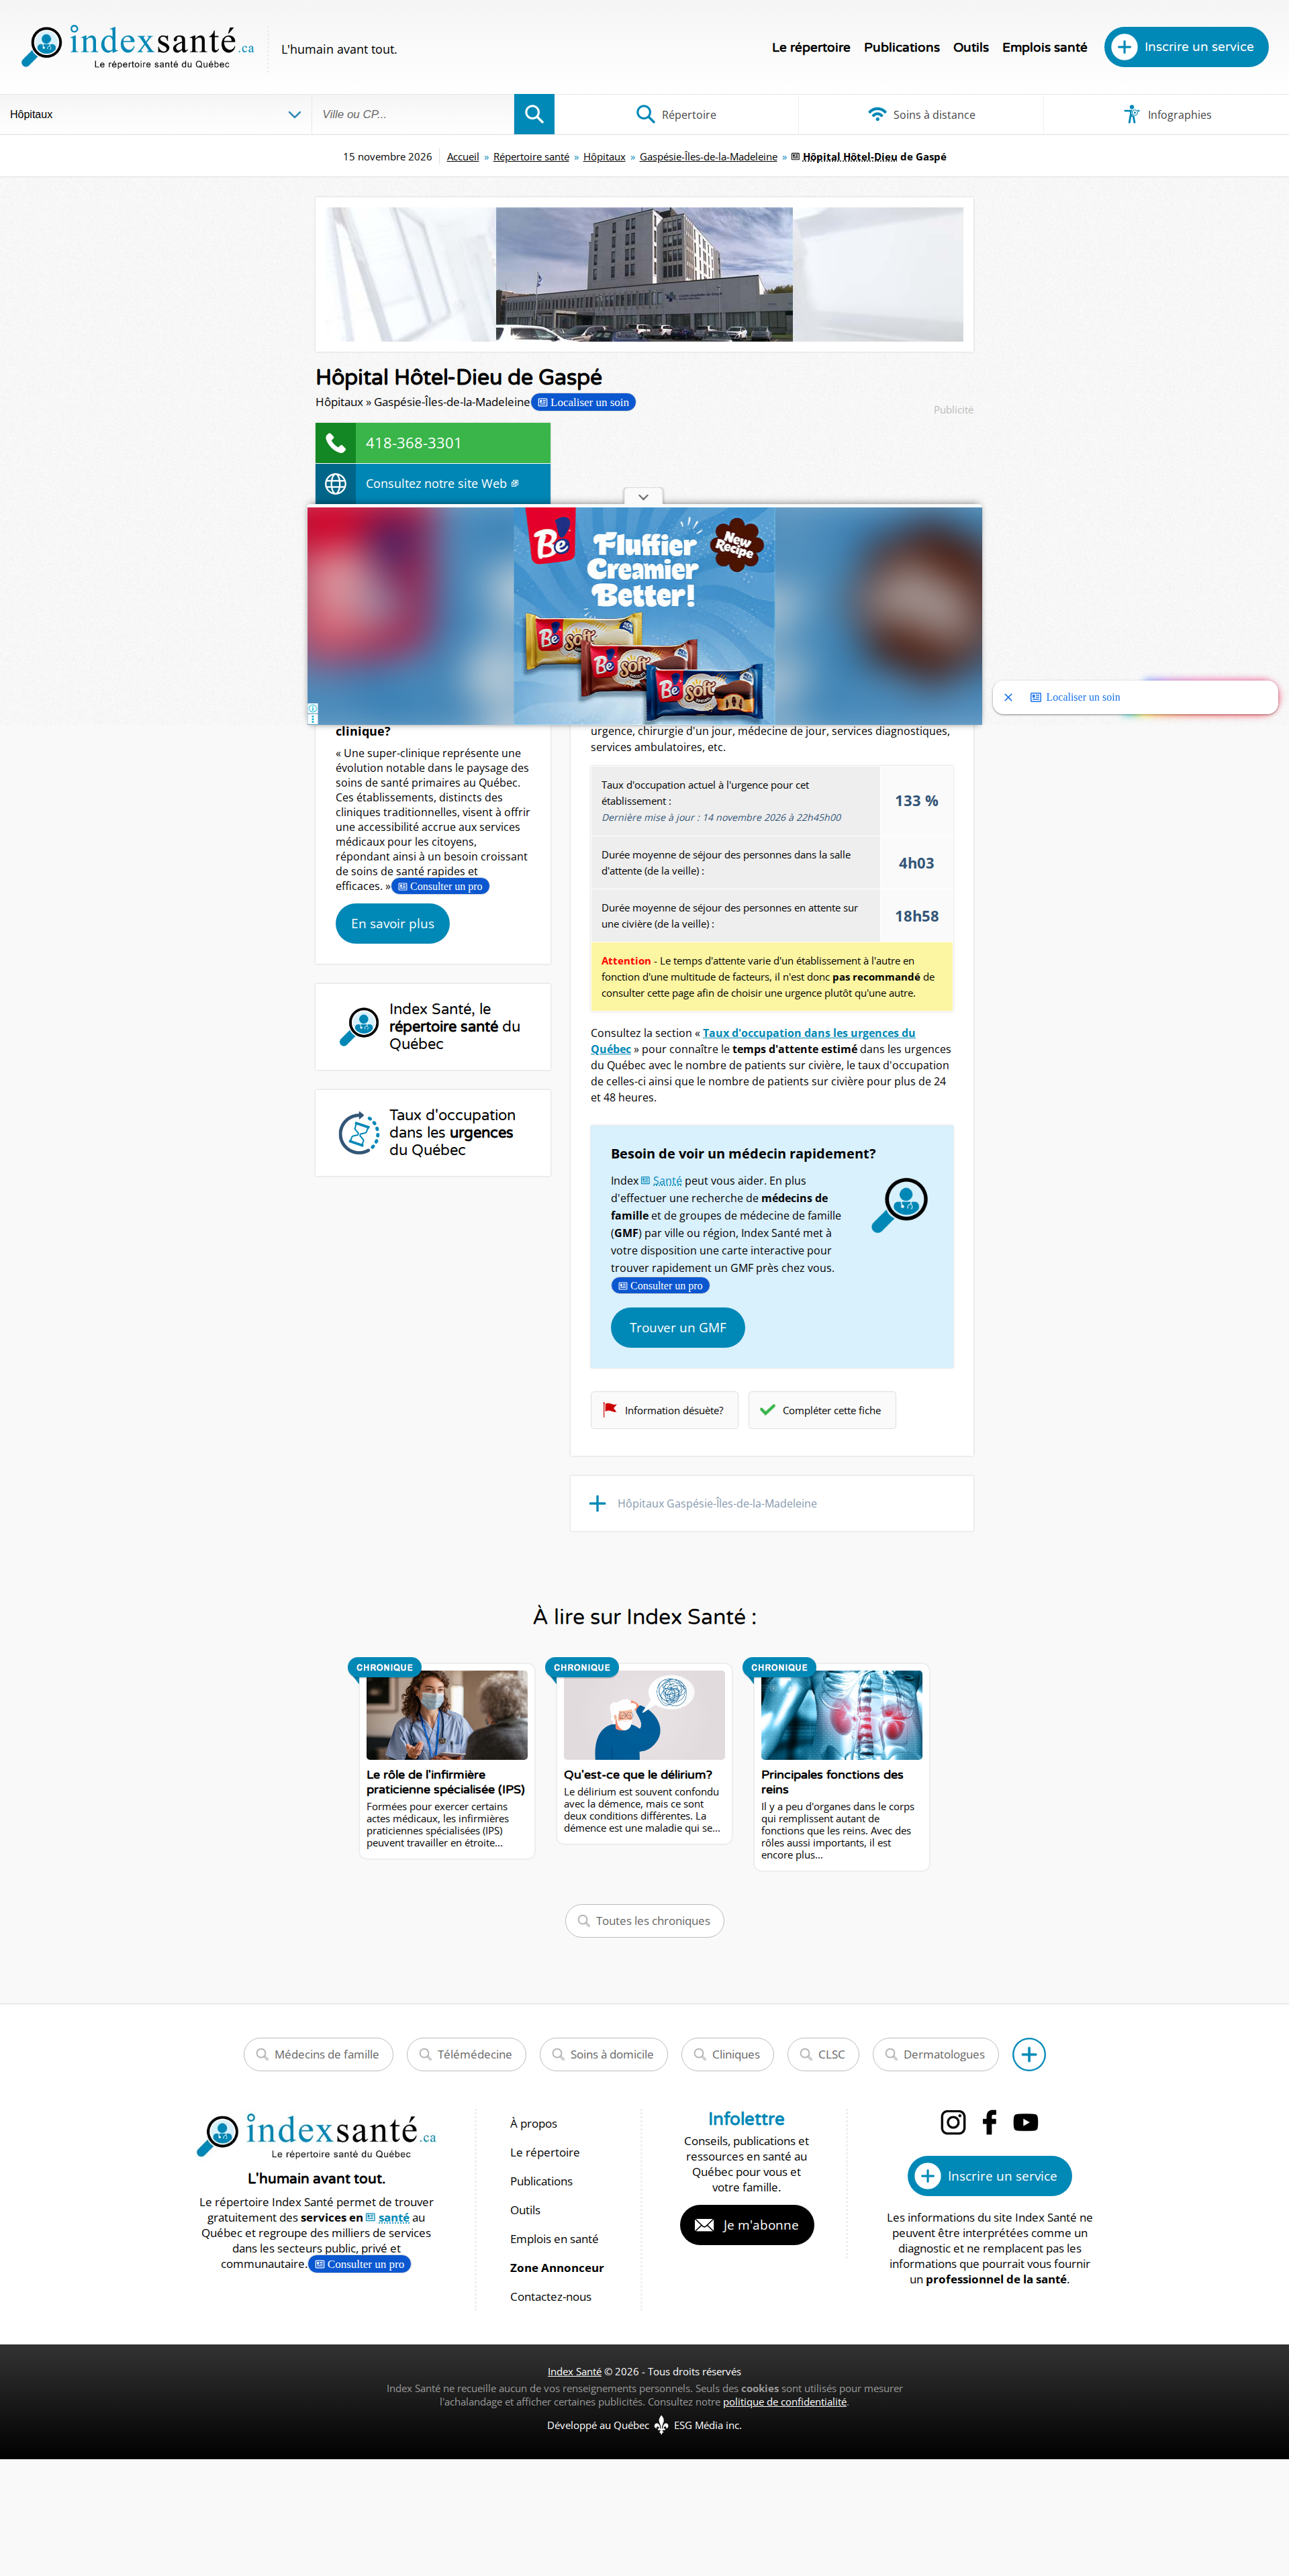 indexsanté.ca
Le répertoire santé du Québec
L'humain avant tout.
Le répertoire
Publications
Outils
Emplois santé
Inscrire un service
Hôpitaux
Ville ou CP...
Répertoire
Soins à distance
Infographies
15 novembre 2026
Accueil » Répertoire santé » Hôpitaux » Gaspésie-Îles-de-la-Madeleine » Hôpital Hôtel-Dieu de Gaspé
Hôpital Hôtel-Dieu de Gaspé
Hôpitaux » Gaspésie-Îles-de-la-Madeleine Localiser un soin
Publicité
418-368-3301
Consultez notre site Web
Be!
Fluffier
Creamier
Better!
New
Recipe
Be! Soft
Be! Soft
Be! Soft
Localiser un soin
clinique?
« Une super-clinique représente une
évolution notable dans le paysage des
soins de santé primaires au Québec.
Ces établissements, distincts des
cliniques traditionnelles, visent à offrir
une accessibilité accrue aux services
médicaux pour les citoyens,
répondant ainsi à un besoin croissant
de soins de santé rapides et
efficaces. » Consulter un pro
En savoir plus
Index Santé, le
répertoire santé du
Québec
Taux d'occupation
dans les urgences
du Québec
urgence, chirurgie d'un jour, médecine de jour, services diagnostiques,
services ambulatoires, etc.
Taux d'occupation actuel à l'urgence pour cet
établissement :
Dernière mise à jour : 14 novembre 2026 à 22h45h00
133 %
Durée moyenne de séjour des personnes dans la salle
d'attente (de la veille) :
4h03
Durée moyenne de séjour des personnes en attente sur
une civière (de la veille) :
18h58
Attention - Le temps d'attente varie d'un établissement à l'autre en
fonction d'une multitude de facteurs, il n'est donc pas recommandé de
consulter cette page afin de choisir une urgence plutôt qu'une autre.
Consultez la section « Taux d'occupation dans les urgences du
Québec » pour connaître le temps d'attente estimé dans les urgences
du Québec avec le nombre de patients sur civière, le taux d'occupation
de celles-ci ainsi que le nombre de patients sur civière pour plus de 24
et 48 heures.
Besoin de voir un médecin rapidement?
Index Santé peut vous aider. En plus
d'effectuer une recherche de médecins de
famille et de groupes de médecine de famille
(GMF) par ville ou région, Index Santé met à
votre disposition une carte interactive pour
trouver rapidement un GMF près chez vous.
Consulter un pro
Trouver un GMF
Information désuète?
Compléter cette fiche
Hôpitaux Gaspésie-Îles-de-la-Madeleine
À lire sur Index Santé :
CHRONIQUE
Le rôle de l'infirmière
praticienne spécialisée (IPS)
Formées pour exercer certains
actes médicaux, les infirmières
praticiennes spécialisées (IPS)
peuvent travailler en étroite...
CHRONIQUE
Qu'est-ce que le délirium?
Le délirium est souvent confondu
avec la démence, mais ce sont
deux conditions différentes. La
démence est une maladie qui se...
CHRONIQUE
Principales fonctions des
reins
Il y a peu d'organes dans le corps
qui remplissent autant de
fonctions que les reins. Avec des
rôles aussi importants, il est
encore plus...
Toutes les chroniques
Médecins de famille
Télémédecine
Soins à domicile
Cliniques
CLSC
Dermatologues
indexsanté.ca
Le répertoire santé du Québec
L'humain avant tout.
Le répertoire Index Santé permet de trouver
gratuitement des services en santé au
Québec et regroupe des milliers de services
dans les secteurs public, privé et
communautaire. Consulter un pro
À propos
Le répertoire
Publications
Outils
Emplois en santé
Zone Annonceur
Contactez-nous
Infolettre
Conseils, publications et
ressources en santé au
Québec pour vous et
votre famille.
Je m'abonne
Inscrire un service
Les informations du site Index Santé ne
peuvent être interprétées comme un
diagnostic et ne remplacent pas les
informations que pourrait vous fournir
un professionnel de la santé.
Index Santé © 2026 - Tous droits réservés
Index Santé ne recueille aucun de vos renseignements personnels. Seuls des cookies sont utilisés pour mesurer
l'achalandage et afficher certaines publicités. Consultez notre politique de confidentialité.
Développé au Québec ESG Média inc.